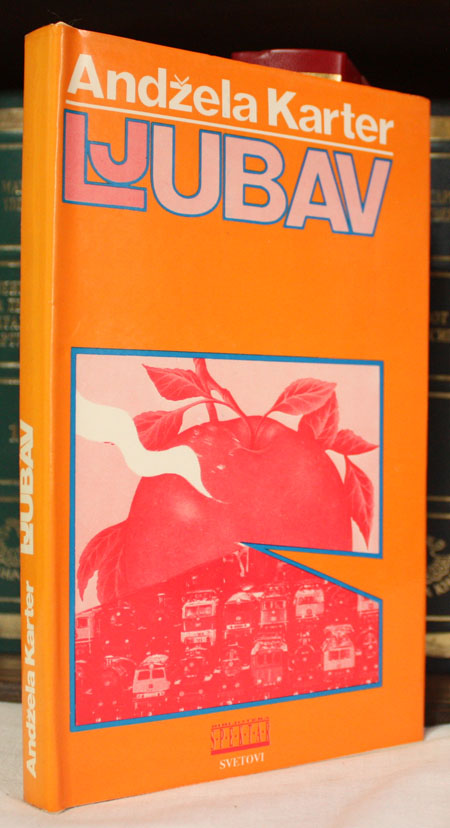 Andžela Karter
LJUBAV
SVETOVI
Andžela Karter LJUBAV